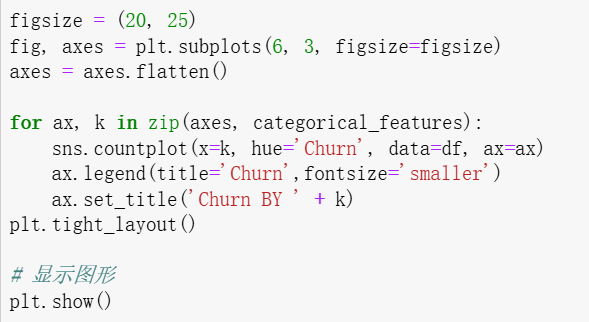 figsize = (20, 25)
fig, axes = plt.subplots(6, 3, figsize=figsize)
axes = axes.flatten()

for ax, k in zip(axes, categorical_features):
    sns.countplot(x=k, hue='Churn', data=df, ax=ax)
    ax.legend(title='Churn',fontsize='smaller')
    ax.set_title('Churn BY ' + k)
plt.tight_layout()

# 显示图形
plt.show()